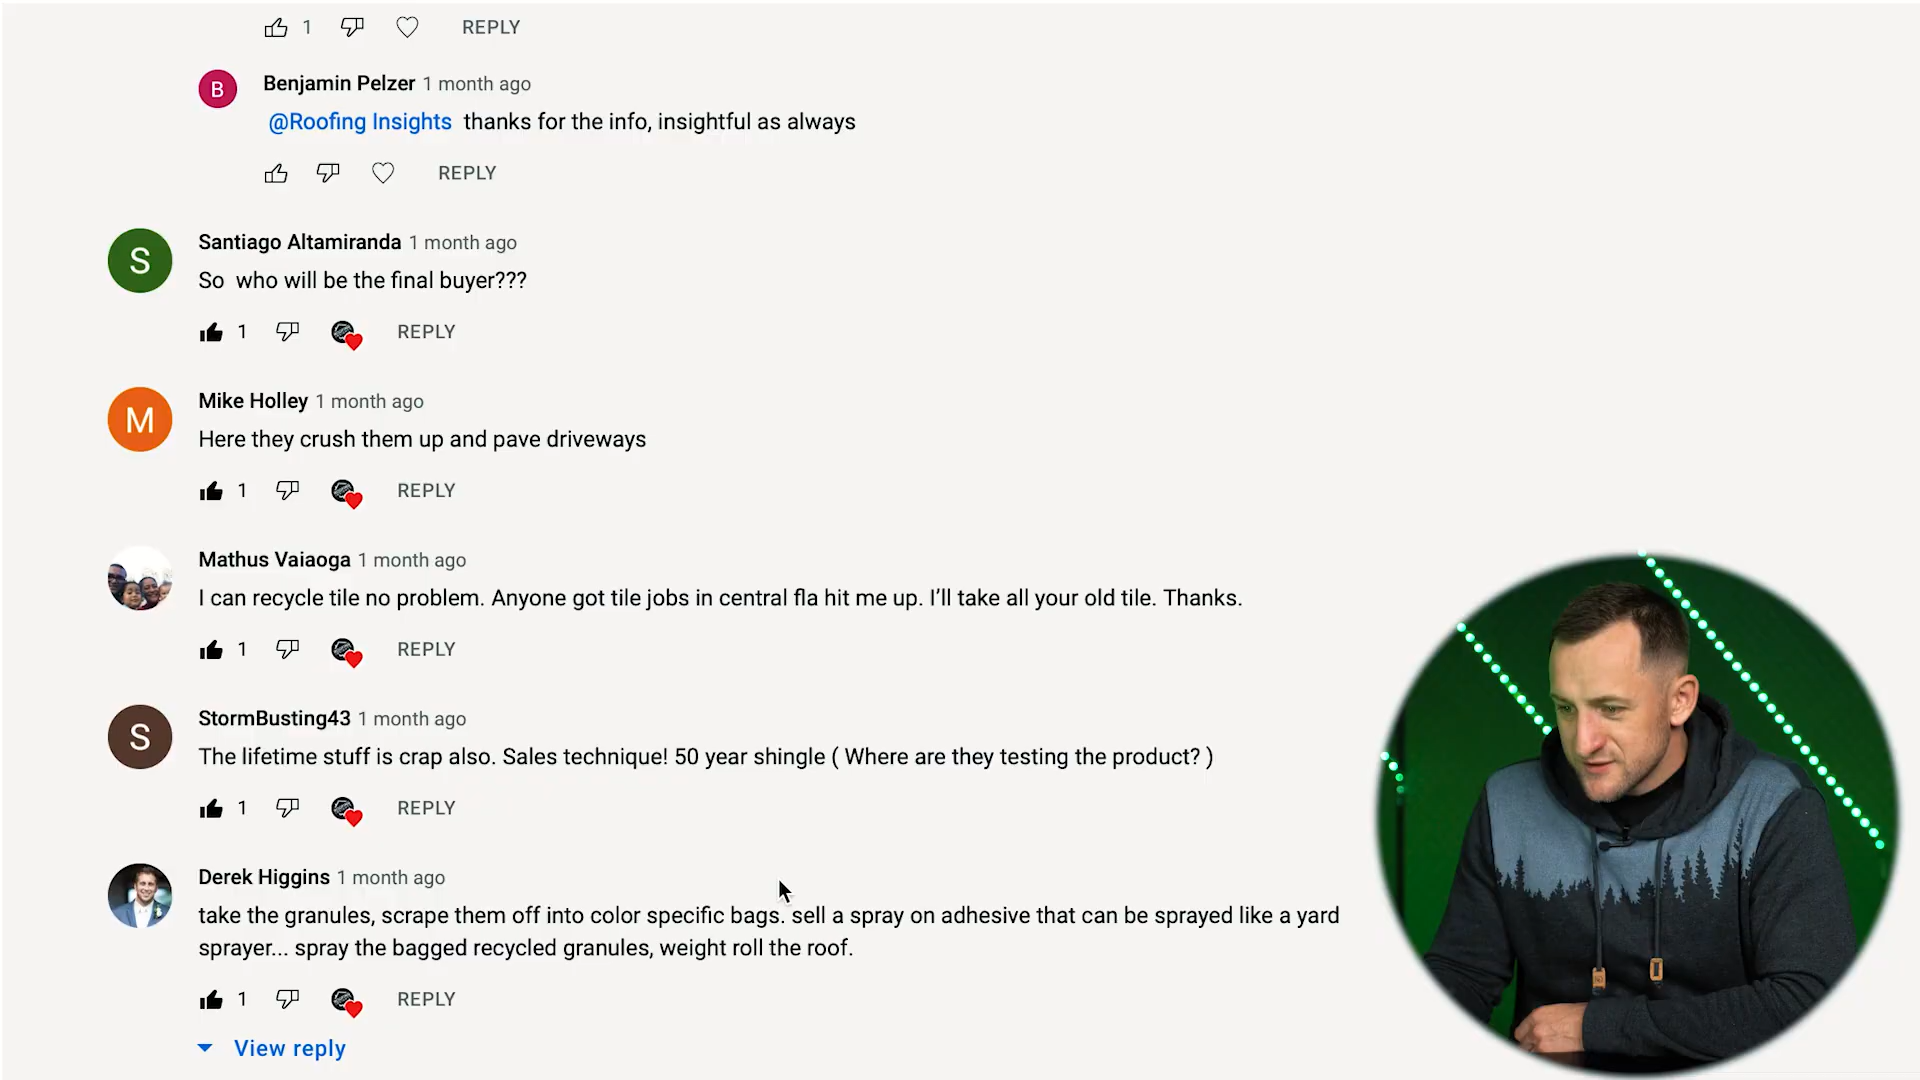 1 REPLY
B Benjamin Pelzer 1 month ago
@Roofing Insights thanks for the info, insightful as always
REPLY
S Santiago Altamiranda 1 month ago
So who will be the final buyer???
1 REPLY
M Mike Holley 1 month ago
Here they crush them up and pave driveways
1 REPLY
Mathus Vaiaoga 1 month ago
I can recycle tile no problem. Anyone got tile jobs in central fla hit me up. I'll take all your old tile. Thanks.
1 REPLY
S StormBusting43 1 month ago
The lifetime stuff is crap also. Sales technique! 50 year shingle ( Where are they testing the product? )
1 REPLY
Derek Higgins 1 month ago
take the granules, scrape them off into color specific bags. sell a spray on adhesive that can be sprayed like a yard
sprayer... spray the bagged recycled granules, weight roll the roof.
1 REPLY
View reply